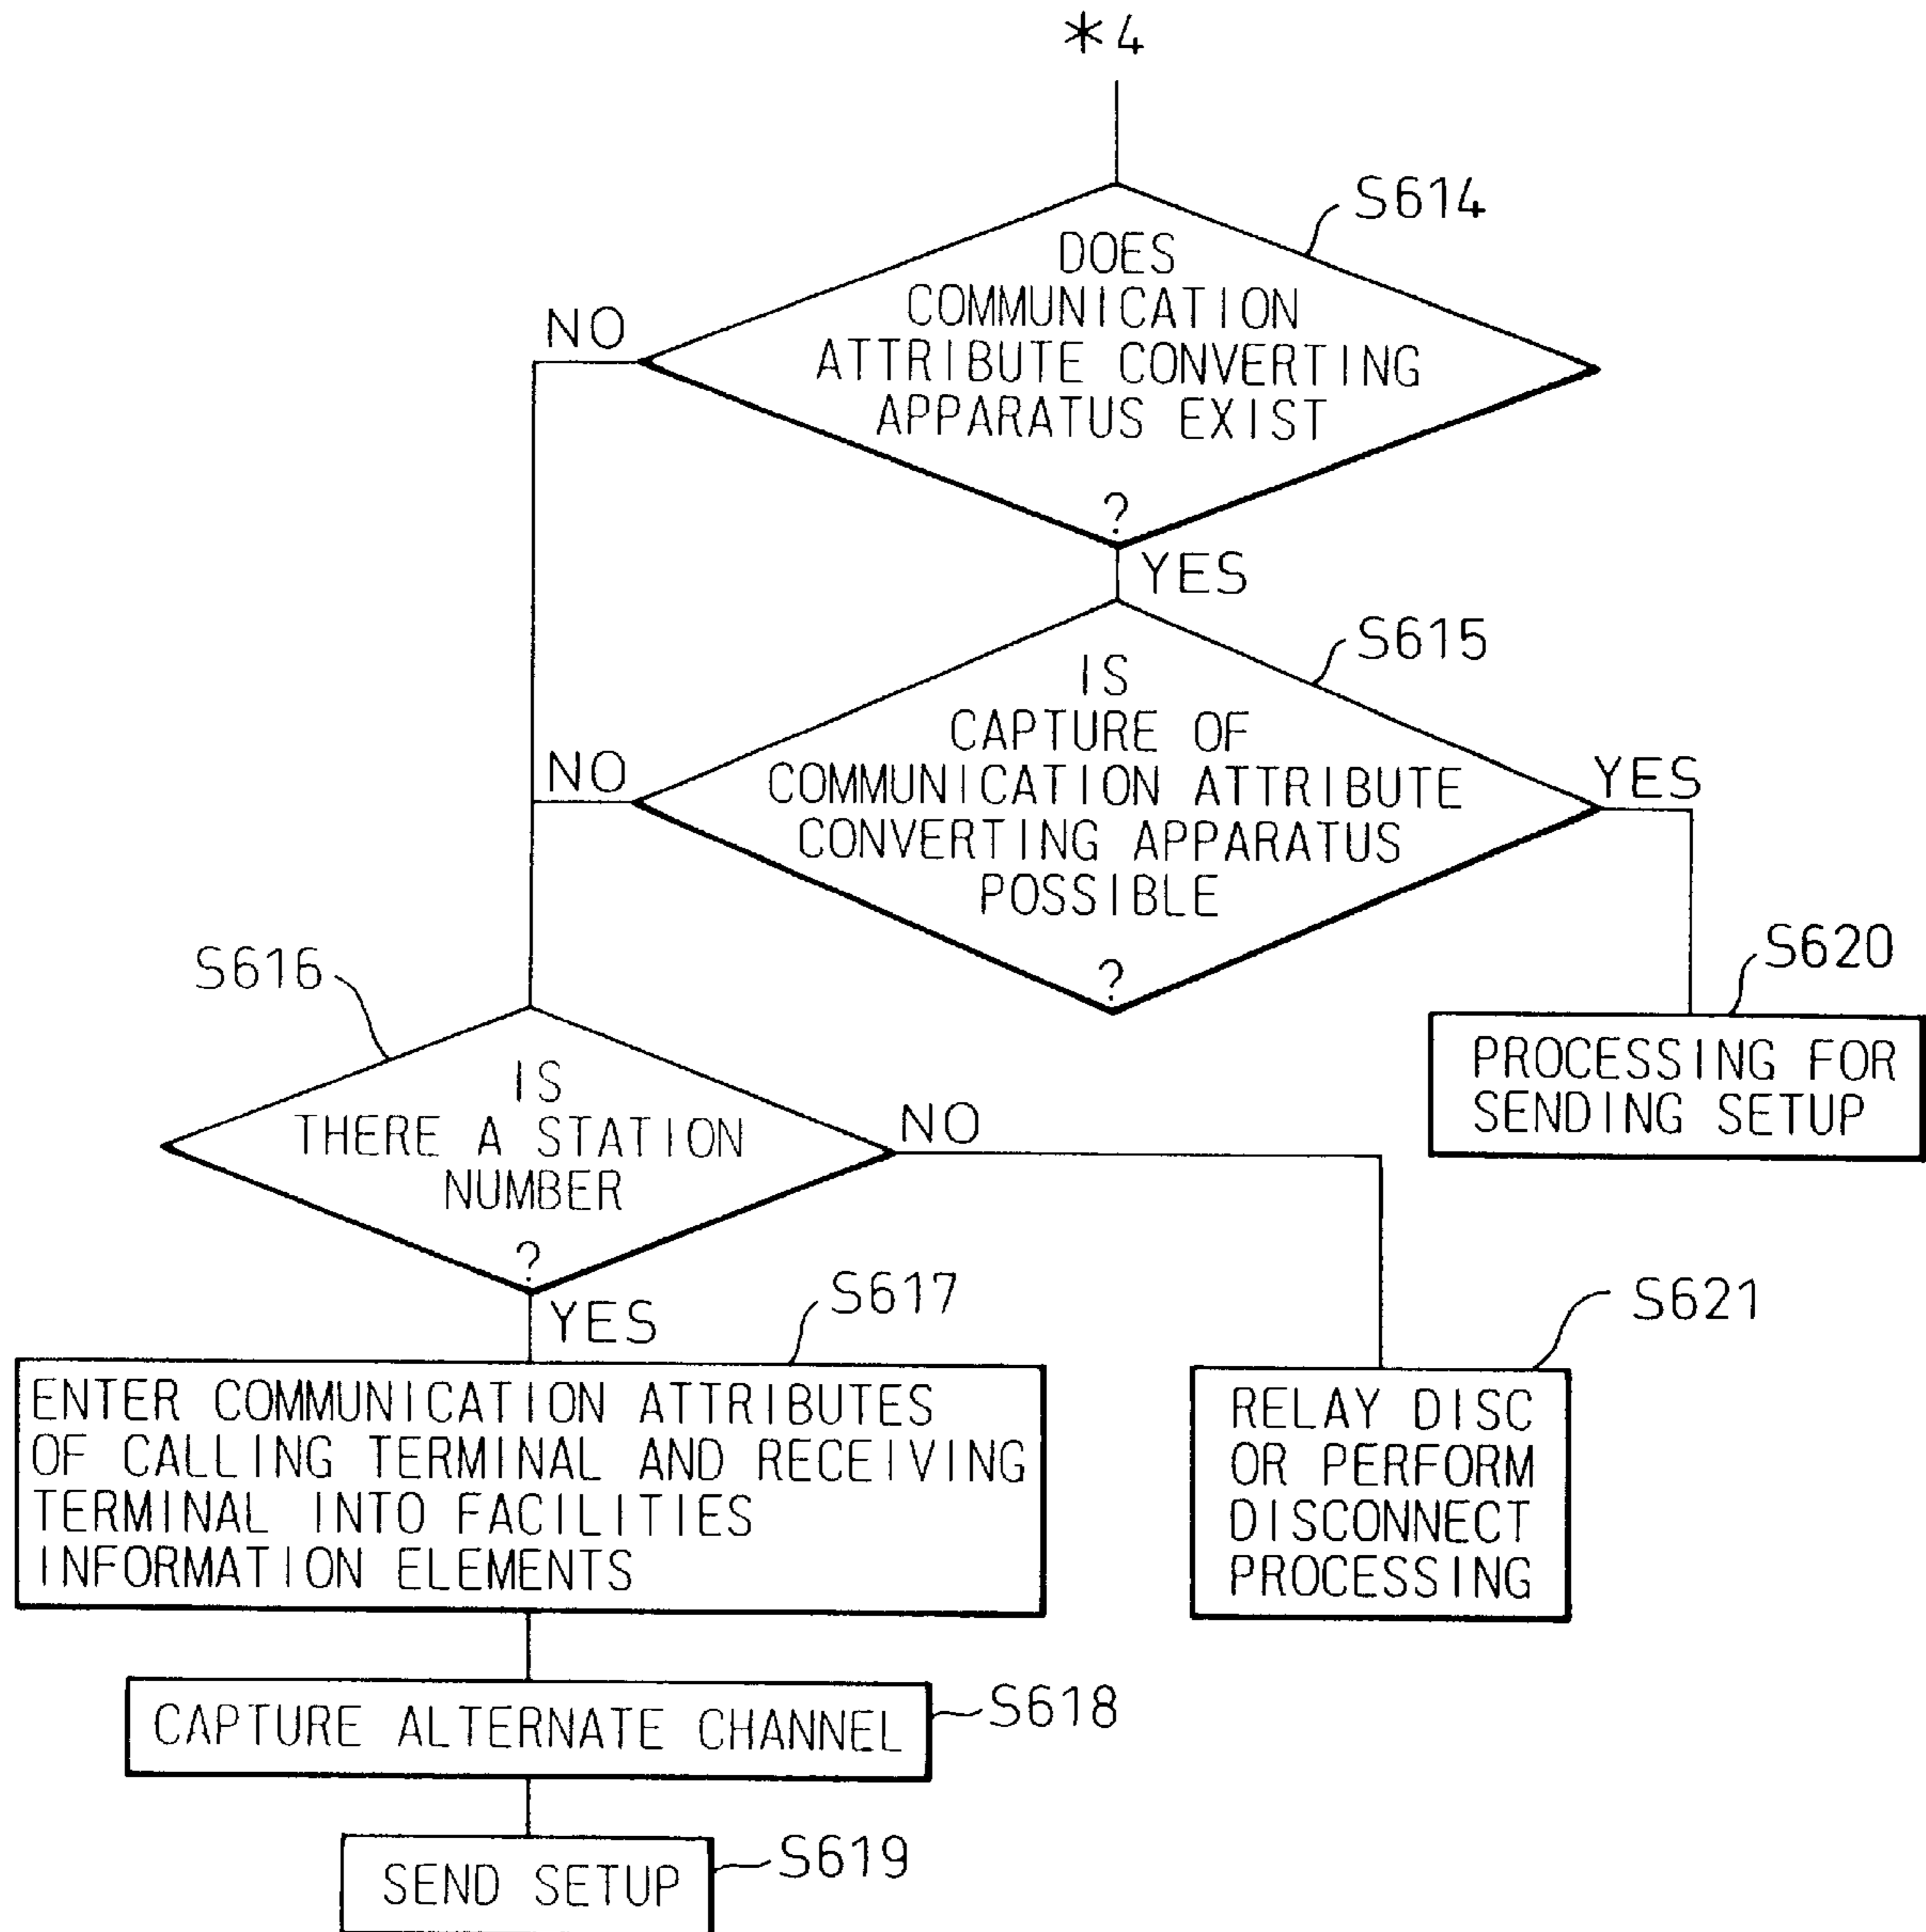 *4
S614
DOES
COMMUNICATION
ATTRIBUTE CONVERTING
APPARATUS EXIST
?
NO
YES
S615
IS
CAPTURE OF
COMMUNICATION ATTRIBUTE
CONVERTING APPARATUS
POSSIBLE
?
NO
YES
S620
PROCESSING FOR
SENDING SETUP
S616
IS
THERE A STATION
NUMBER
?
NO
YES
S617
ENTER COMMUNICATION ATTRIBUTES
OF CALLING TERMINAL AND RECEIVING
TERMINAL INTO FACILITIES
INFORMATION ELEMENTS
S621
RELAY DISC
OR PERFORM
DISCONNECT
PROCESSING
CAPTURE ALTERNATE CHANNEL
S618
SEND SETUP
S619